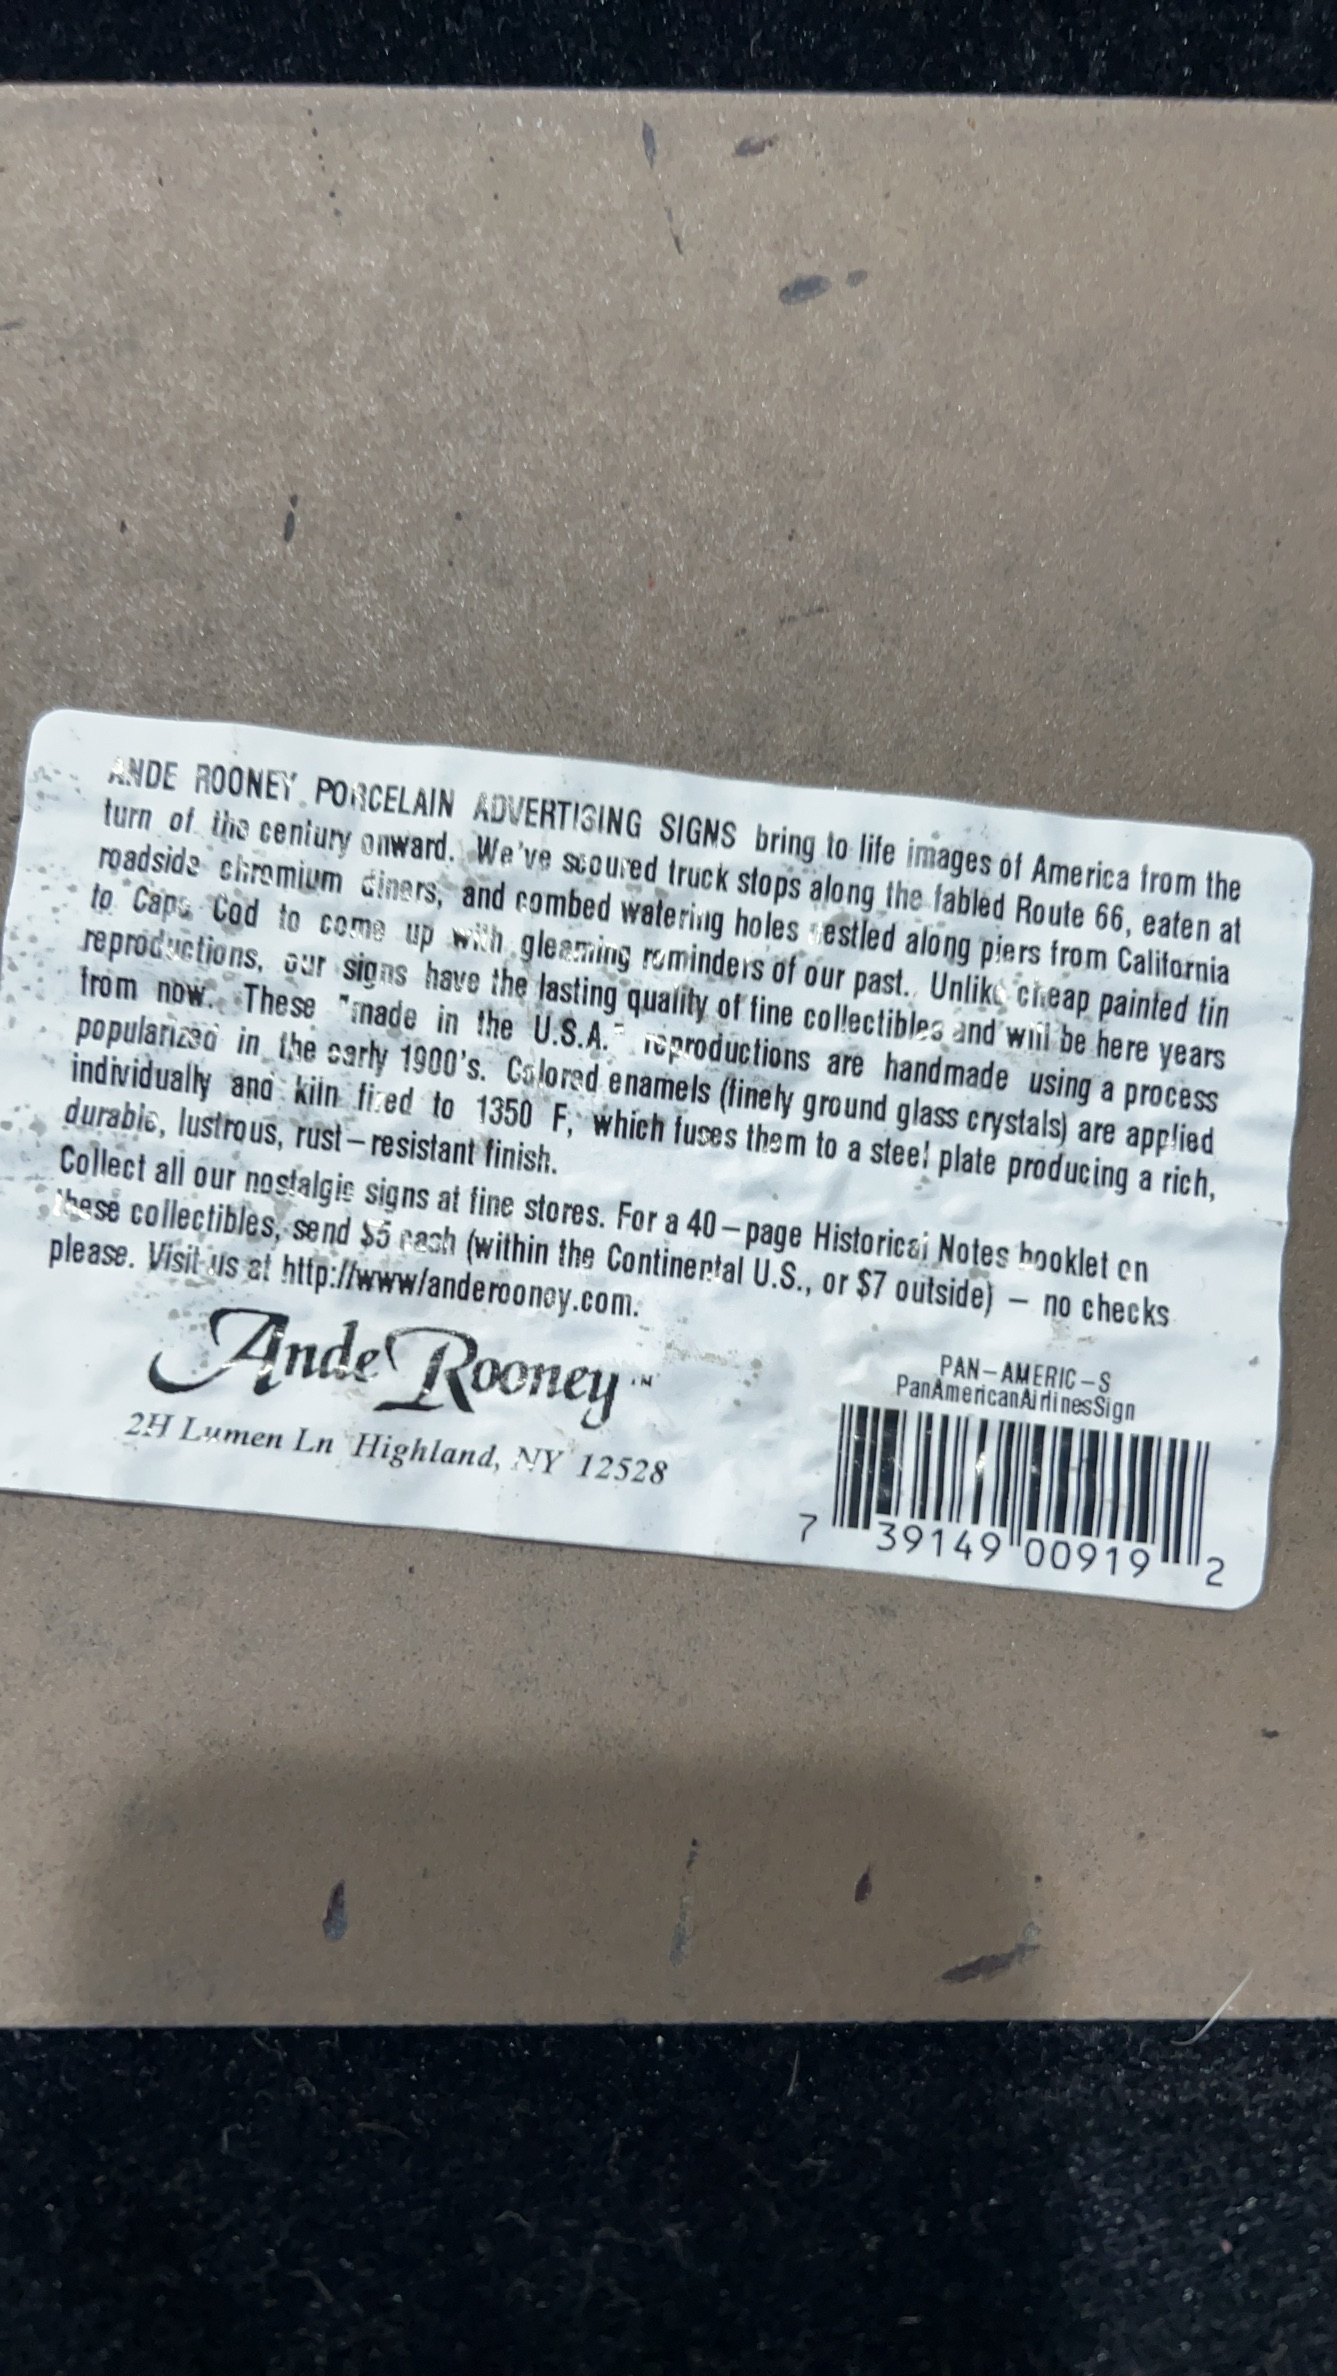 ANDE ROONEY PORCELAIN ADVERTISING SIGNS bring to life images of America from the
turn of the century onward. We've scoured truck stops along the fabled Route 66, eaten at
roadside chromium diners, and combed watering holes nestled along piers from California
to Cape Cod to come up with gleaming reminders of our past. Unlike cheap painted tin
reproductions, our signs have the lasting quality of fine collectibles and will be here years
from now. These "made in the U.S.A." reproductions are handmade using a process
popularized in the early 1900's. Colored enamels (finely ground glass crystals) are applied
individually and kiln fired to 1350 F, which fuses them to a steel plate producing a rich,
durable, lustrous, rust-resistant finish.
Collect all our nostalgic signs at fine stores. For a 40-page Historical Notes booklet on
these collectibles, send $5 cash (within the Continental U.S., or $7 outside) - no checks
please. Visit us at http://www/anderooney.com.
Ande Rooney ™
2H Lumen Ln Highland, NY 12528
PAN-AMERIC-S
PanAmericanAirlinesSign
7 39149 00919 2